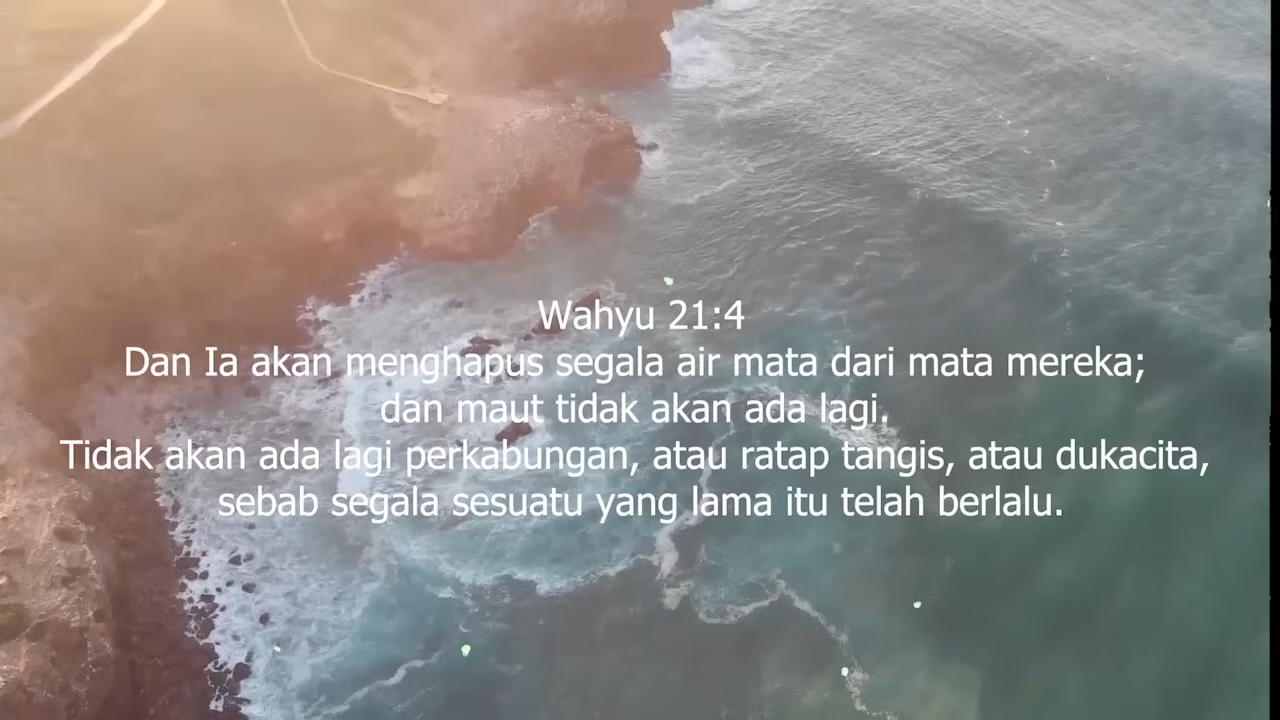 Wahyu 21:4
Dan Ia akan menghapus segala air mata dari mata mereka;
dan maut tidak akan ada lagi.
Tidak akan ada lagi perkabungan, atau ratap tangis, atau dukacita,
sebab segala sesuatu yang lama itu telah berlalu.